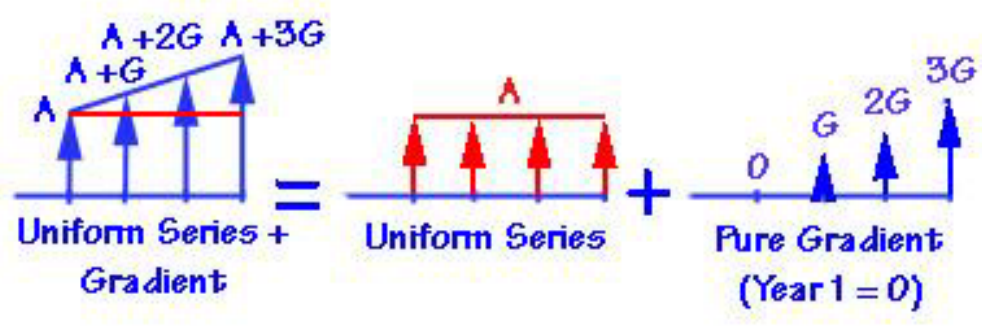 A +2G A +3G
A +G
A
=
Uniform Series +
Gradient
A
Uniform Series
+
3G
2G
G
0
Pure Gradient
(Year 1 = 0)